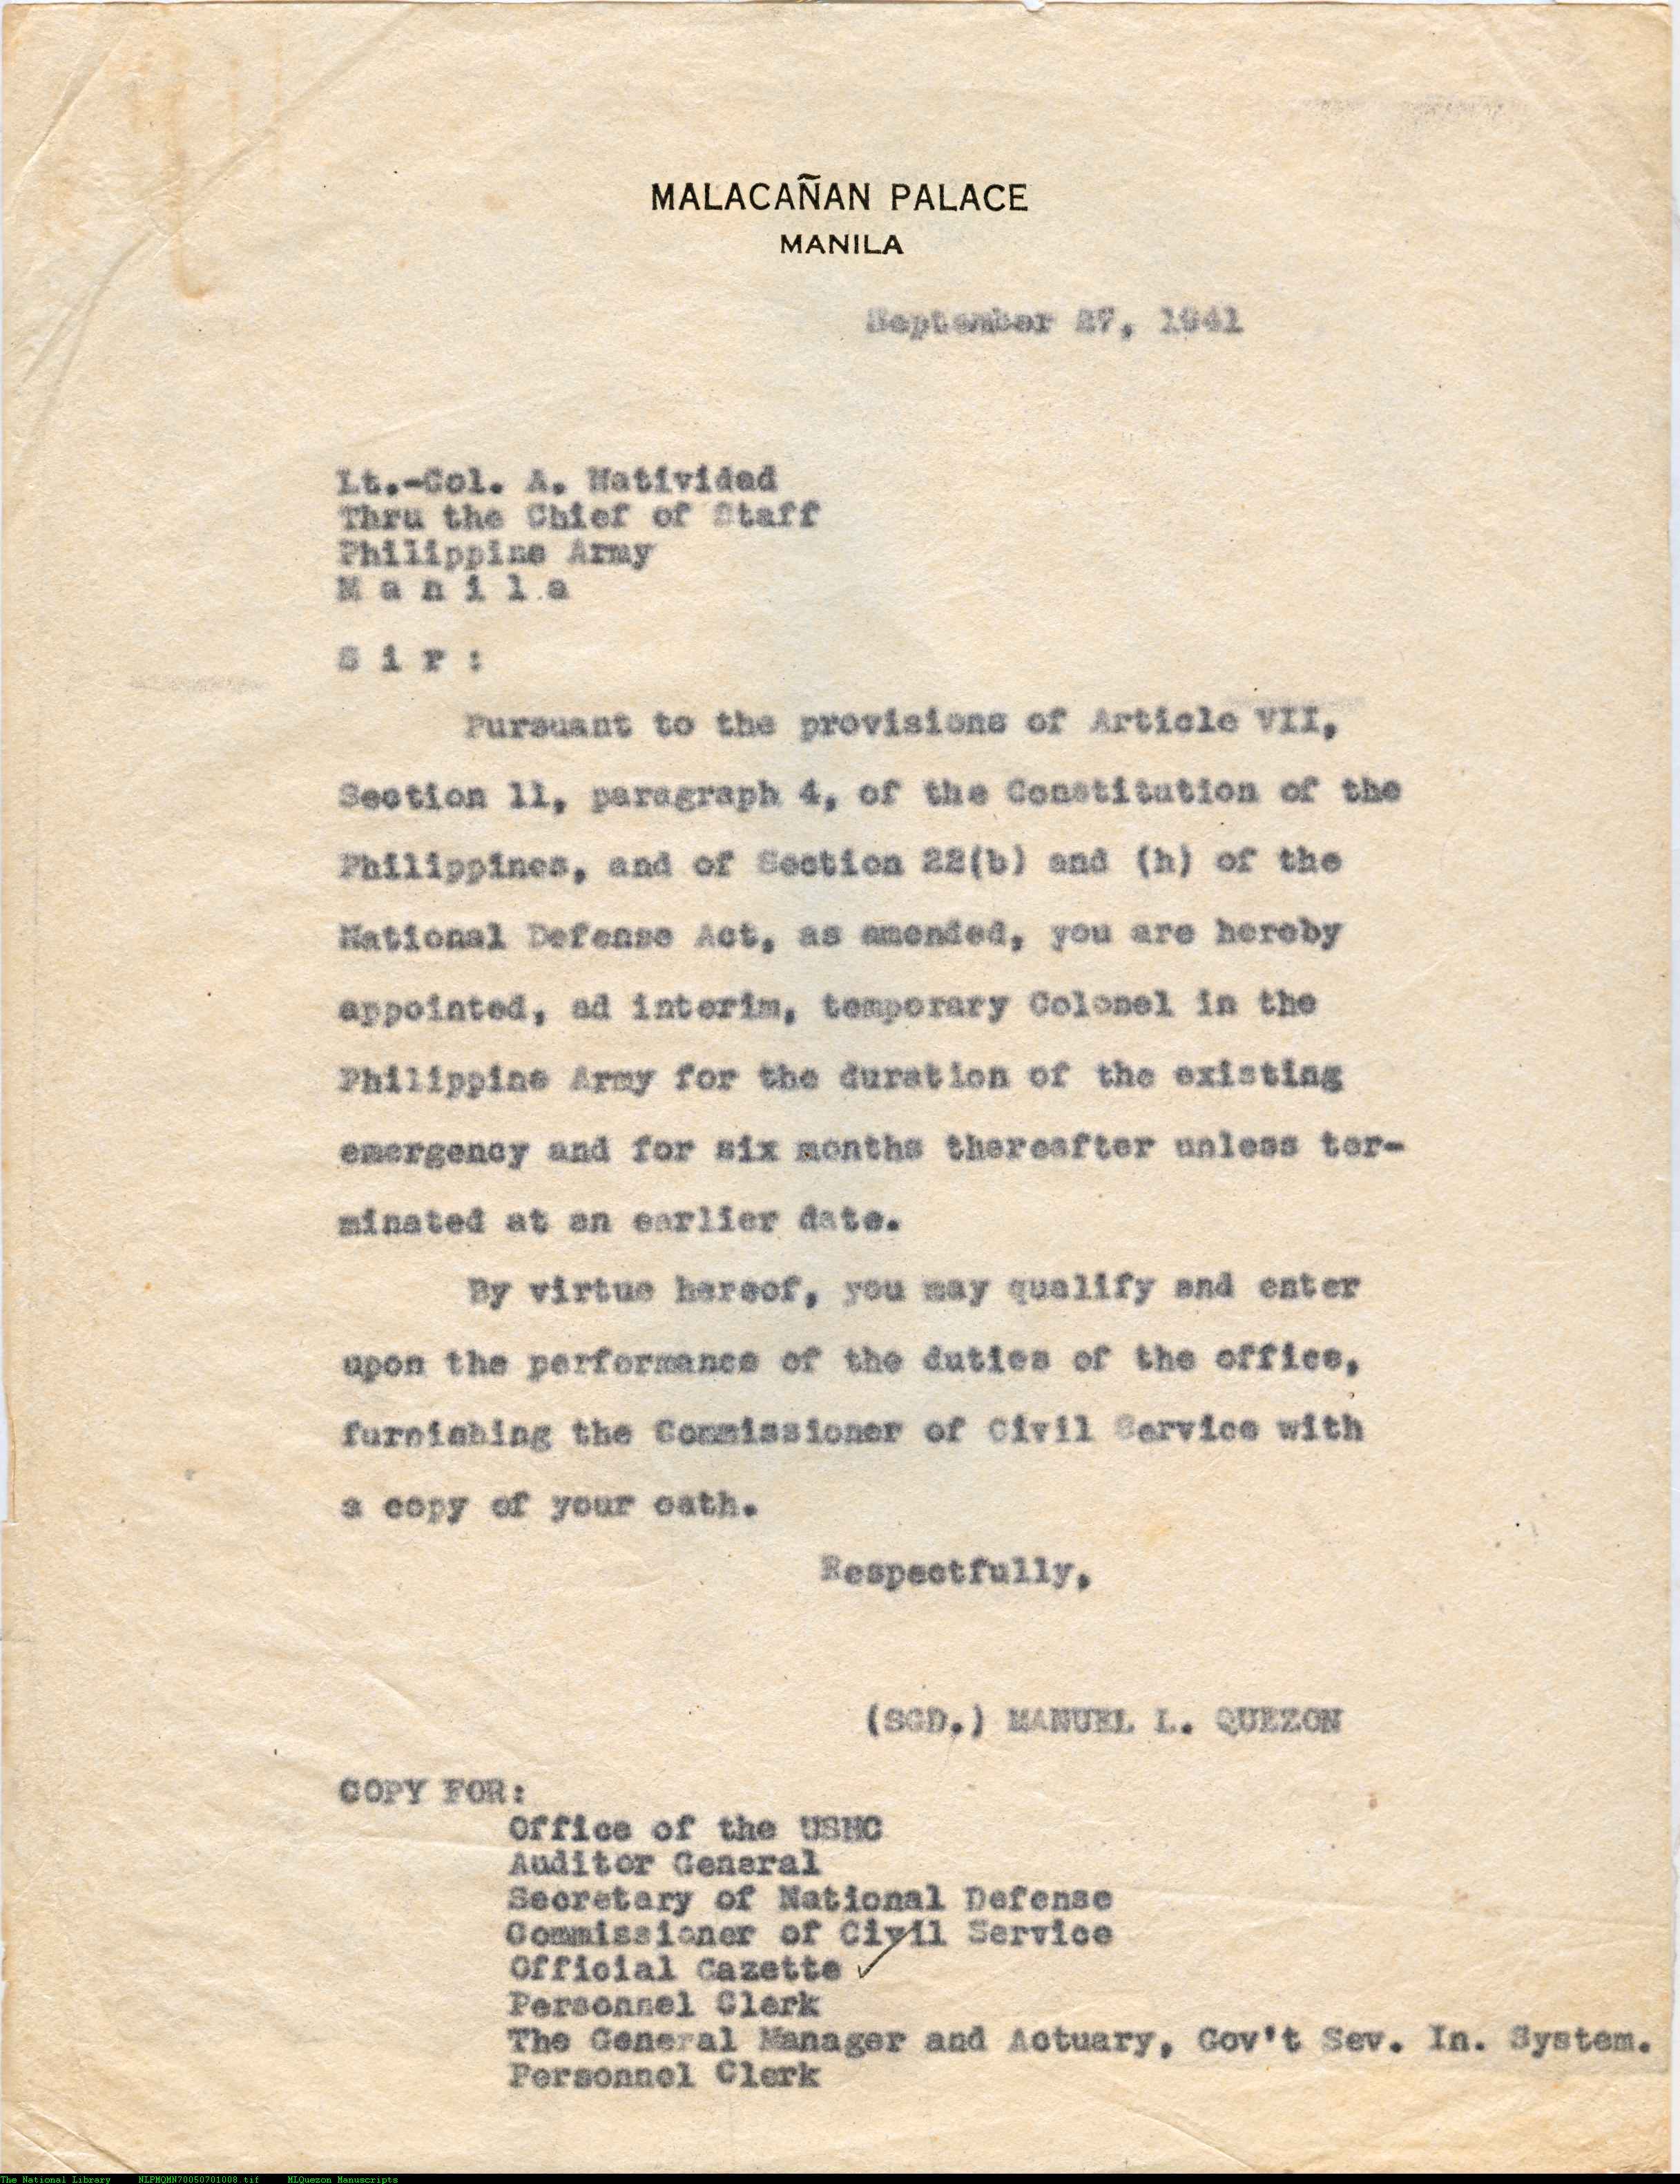 MALACAÑAN PALACE
MANILA
September 27, 1941
Lt.-Col. A. Natividad
Thru the Chief of Staff
Philippine Army
M a n i l a
S i r :
Pursuant to the provisions of Article VII,
Section 11, paragraph 4, of the Constitution of the
Philippines, and of Section 22(b) and (h) of the
National Defense Act, as amended, you are hereby
appointed, ad interim, temporary Colonel in the
Philippine Army for the duration of the existing
emergency and for six months thereafter unless ter-
minated at an earlier date.
By virtue hereof, you may qualify and enter
upon the performance of the duties of the office,
furnishing the Commissioner of Civil Service with
a copy of your oath.
Respectfully,
(SGD.) MANUEL L. QUEZON
COPY FOR:
Office of the USHC
Auditor General
Secretary of National Defense
Commissioner of Civil Service
Official Gazette ✓
Personnel Clerk
The General Manager and Actuary, Gov't Sev. In. System.
Personnel Clerk
The National Library NLPMQMN70050701008.tif MLQuezon Manuscripts